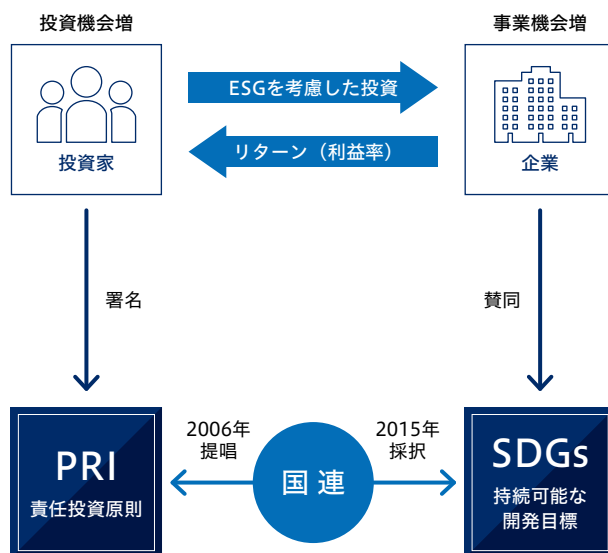 投資機会増
事業機会増
ESGを考慮した投資
リターン（利益率）
投資家
企業
署名
賛同
2006年
提唱
2015年
採択
PRI
責任投資原則
国連
SDGs
持続可能な
開発目標